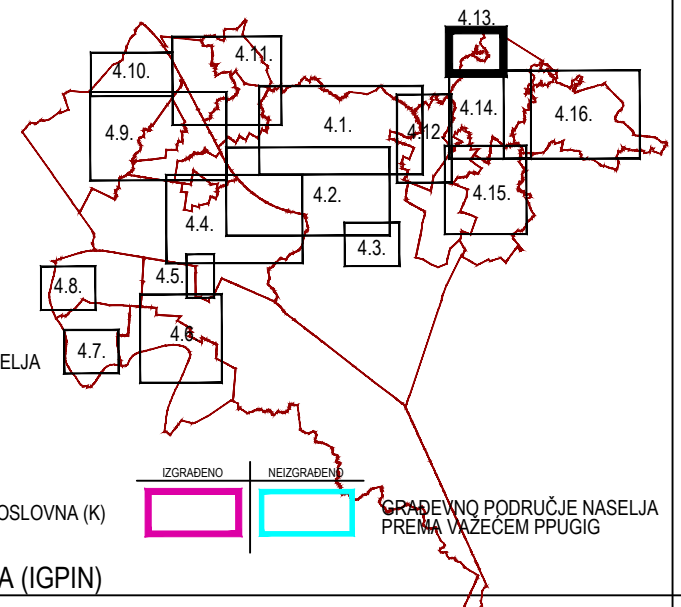 4.13.
4.11.
4.10.
4.1.
4.14.
4.16.
4.9.
4.12.
4.2.
4.15.
4.4.
4.3.
4.5.
4.8.
4.6
4.7.
ELJA
IZGRAĐENO
NEIZGRAĐENO
OSLOVNA (K)
GRAĐEVNO PODRUČJE NASELJA
PREMA VAŽEĆEM PPUGIG
A (IGPIN)